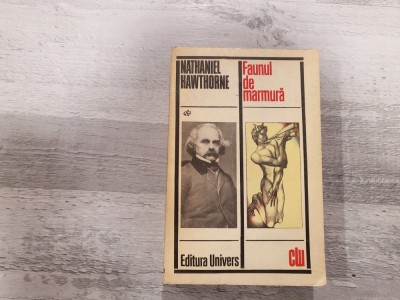 NATHANIEL
HAWTHORNE
Faunul
de
marmură
Editura Univers
clu